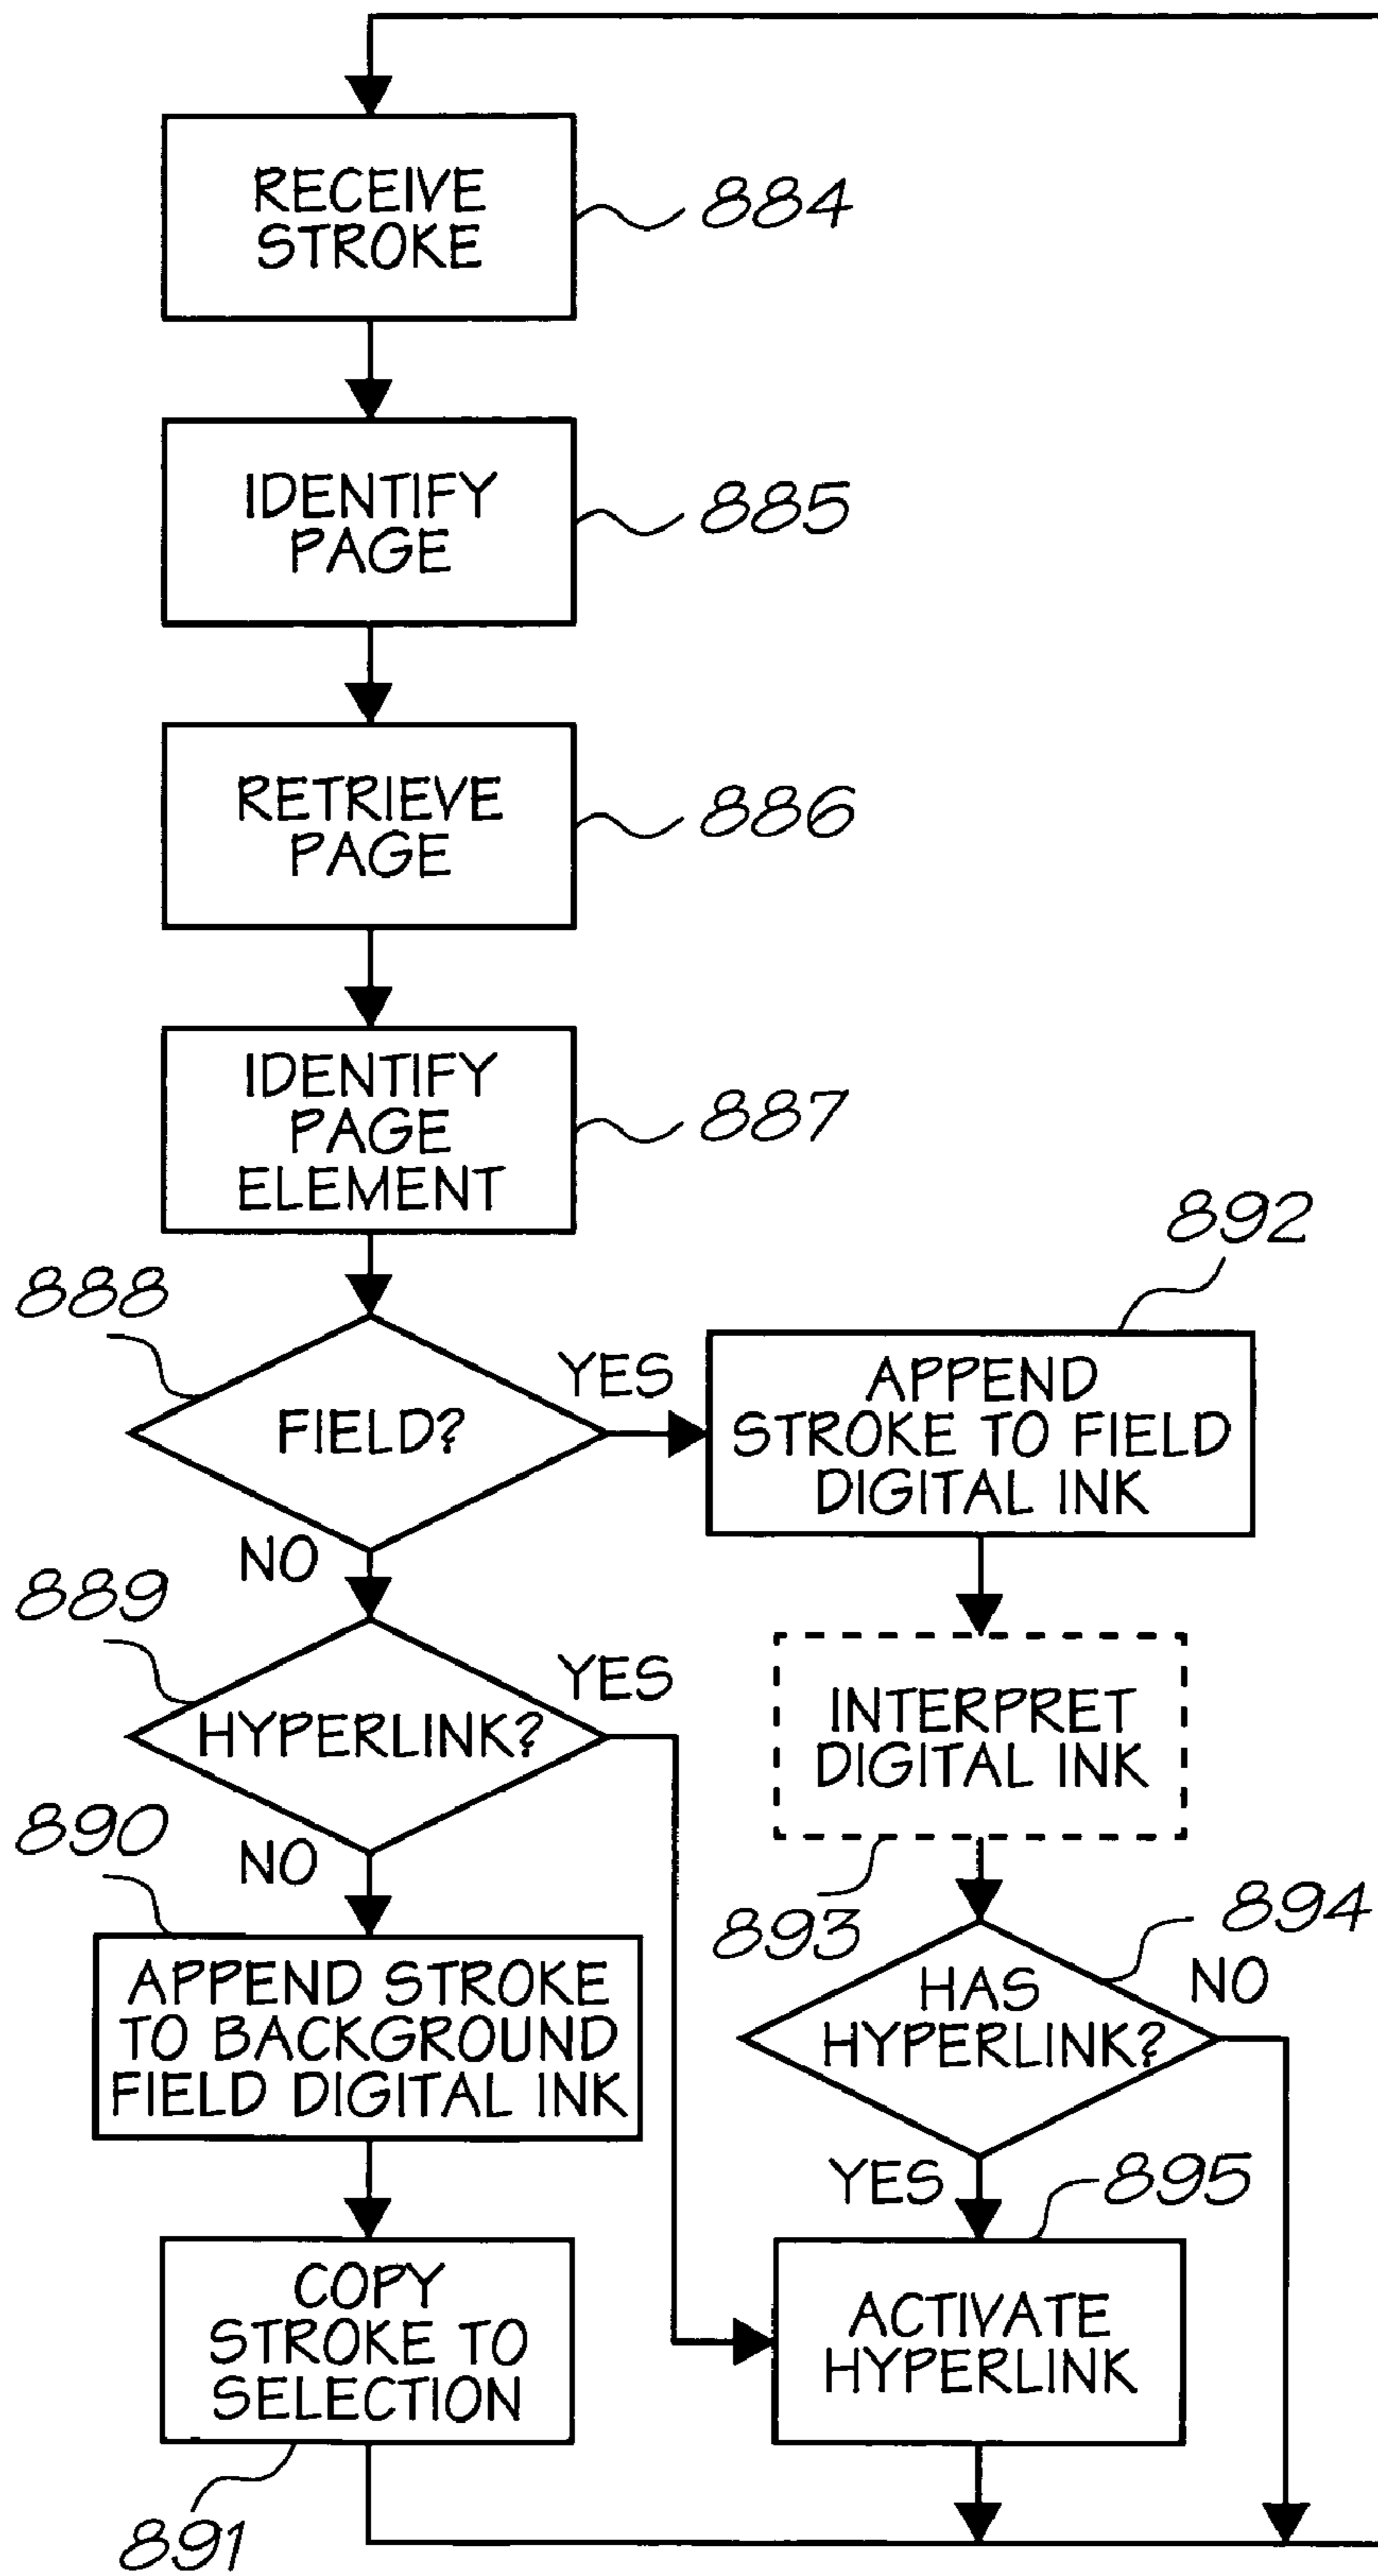 RECEIVE
STROKE
884
IDENTIFY
PAGE
885
RETRIEVE
PAGE
886
IDENTIFY
PAGE
ELEMENT
887
888
FIELD?
YES
NO
892
APPEND
STROKE TO FIELD
DIGITAL INK
889
HYPERLINK?
YES
NO
INTERPRET
DIGITAL INK
893
890
APPEND STROKE
TO BACKGROUND
FIELD DIGITAL INK
894
HAS
HYPERLINK?
NO
YES
895
COPY
STROKE TO
SELECTION
891
ACTIVATE
HYPERLINK